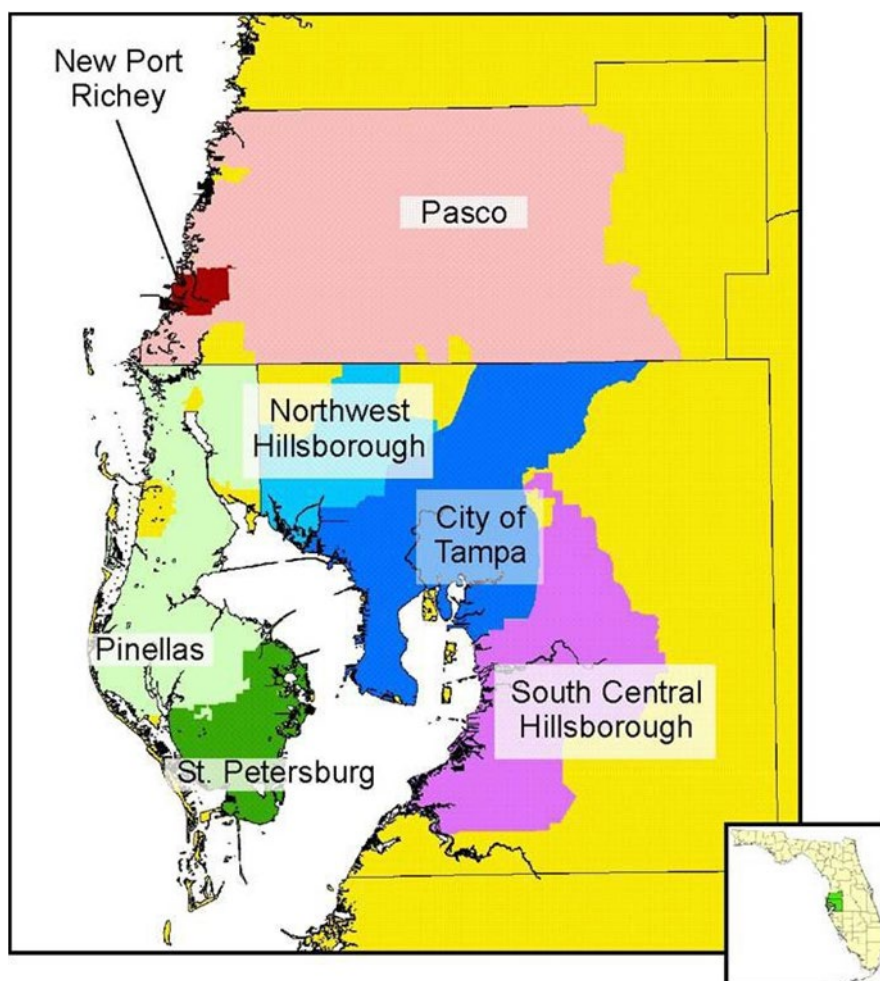 New Port
Richey
Pasco
Northwest
Hillsborough
City of
Tampa
Pinellas
South Central
Hillsborough
St. Petersburg